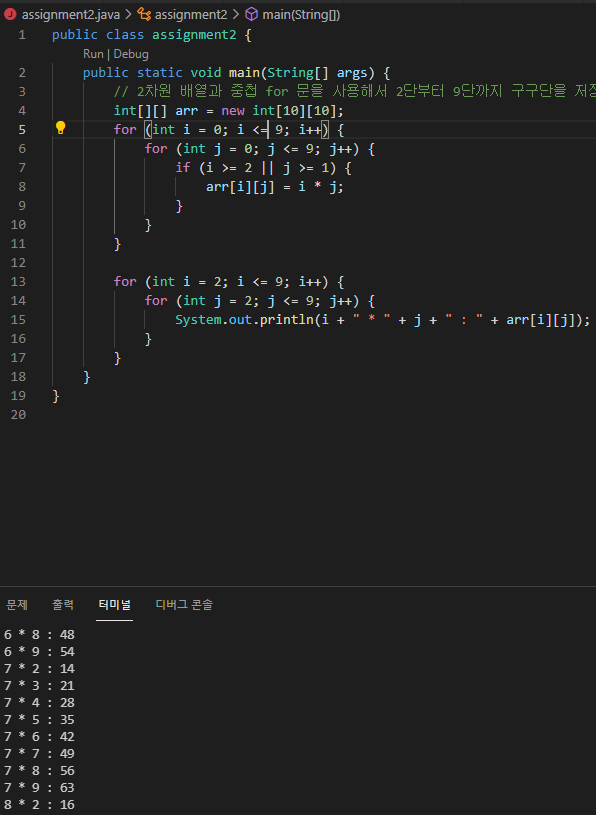 assignment2.java > assignment2 > main(String[])
1 public class assignment2 {
Run | Debug
2 public static void main(String[] args) {
3 // 2차원 배열과 중첩 for 문을 사용해서 2단부터 9단까지 구구단을 저장
4 int[][] arr = new int[10][10];
5 for (int i = 0; i <= 9; i++) {
6 for (int j = 0; j <= 9; j++) {
7 if (i >= 2 || j >= 1) {
8 arr[i][j] = i * j;
9 }
10 }
11 }
12
13 for (int i = 2; i <= 9; i++) {
14 for (int j = 2; j <= 9; j++) {
15 System.out.println(i + " * " + j + " : " + arr[i][j]);
16 }
17 }
18 }
19 }
20
문제 출력 터미널 디버그 콘솔
6 * 8 : 48
6 * 9 : 54
7 * 2 : 14
7 * 3 : 21
7 * 4 : 28
7 * 5 : 35
7 * 6 : 42
7 * 7 : 49
7 * 8 : 56
7 * 9 : 63
8 * 2 : 16